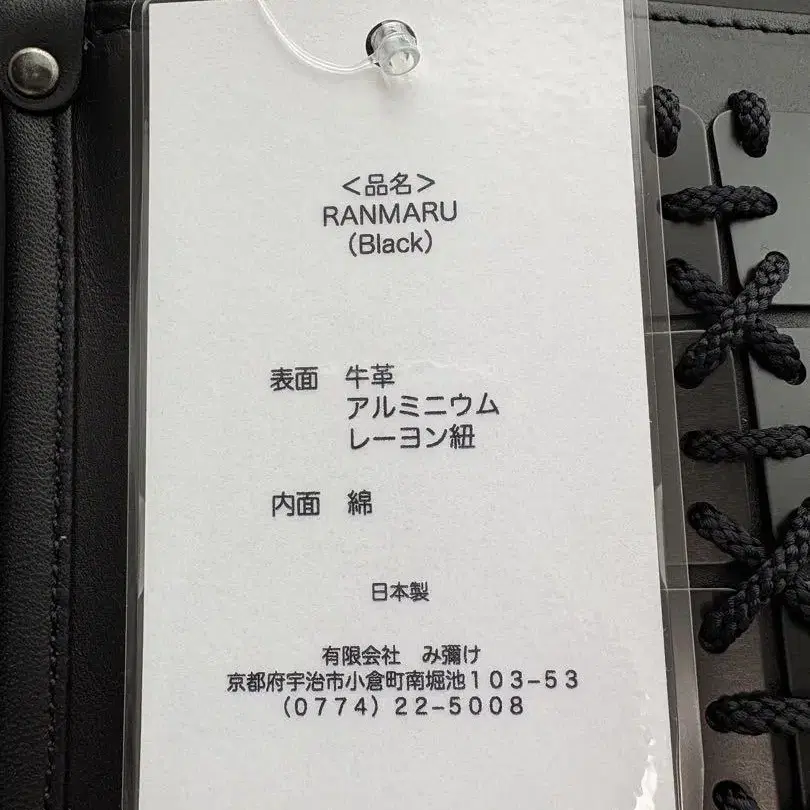 ＜品名＞
RANMARU
（Black）
表面　牛革
アルミニウム
レーヨン紐
内面　綿
日本製
有限会社　み彌け
京都府宇治市小倉町南堀池１０３−５３
（０７７４）２２−５００８